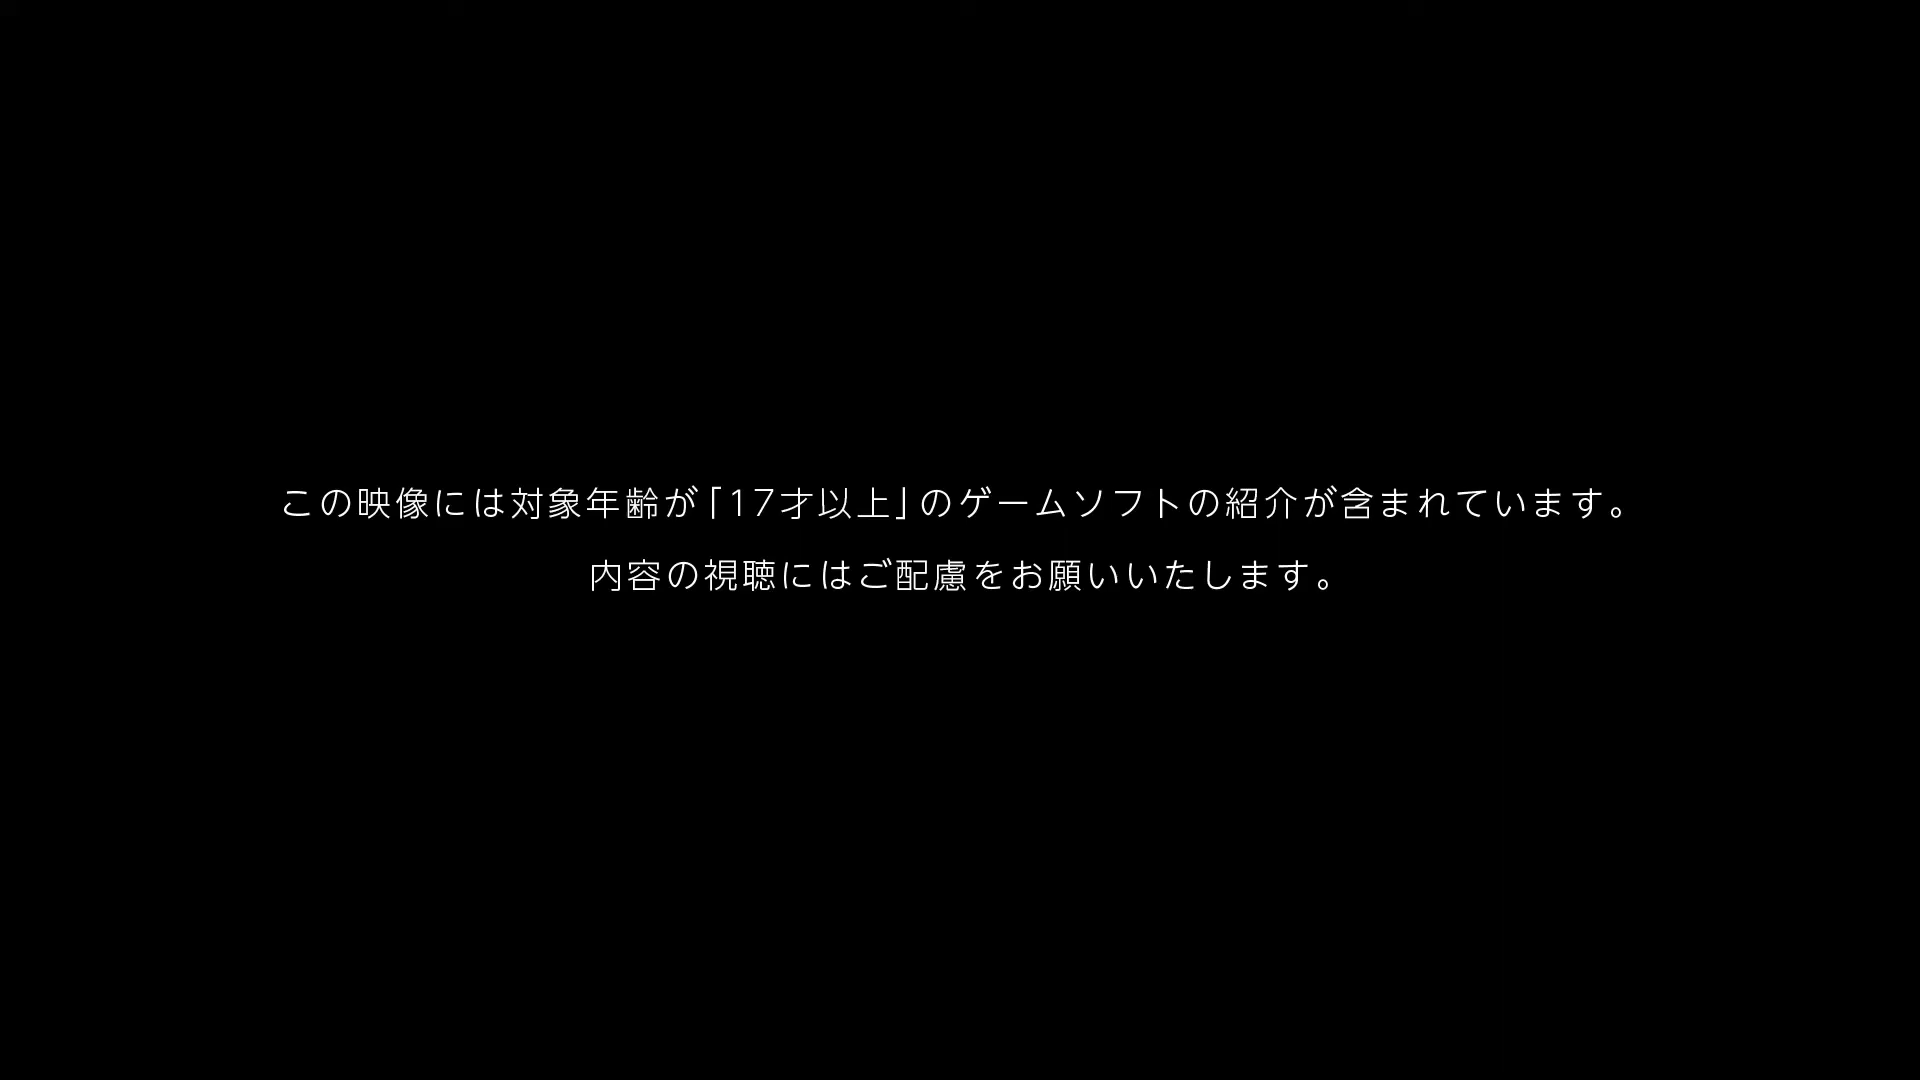 この映像には対象年齢が「17才以上」のゲームソフトの紹介が含まれています。
内容の視聴にはご配慮をお願いいたします。